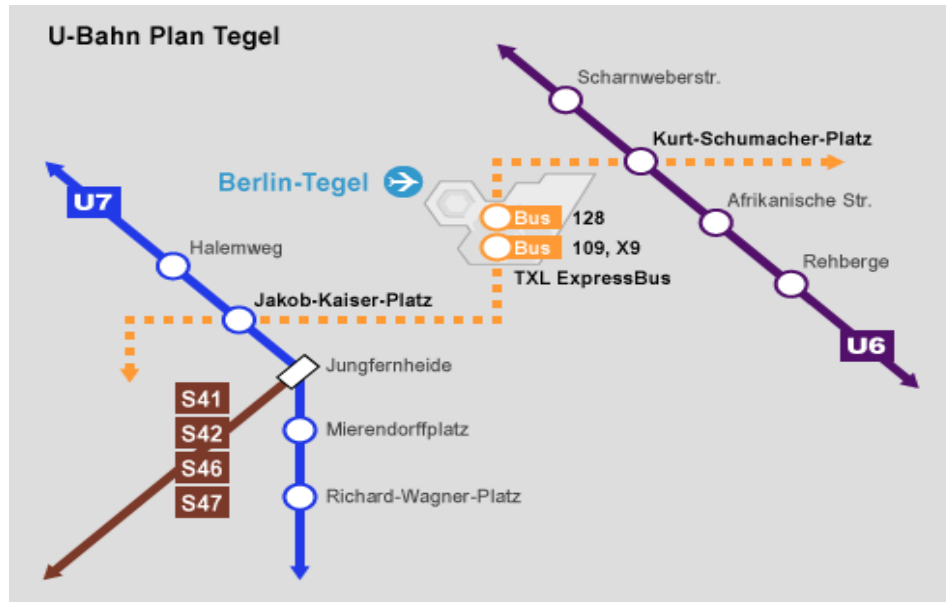 U-Bahn Plan Tegel
Scharnweberstr.
Kurt-Schumacher-Platz
Berlin-Tegel
U7
Afrikanische Str.
Bus 128
Halemweg
Bus 109, X9
Rehberge
TXL ExpressBus
Jakob-Kaiser-Platz
U6
Jungfernheide
S41
S42
Mierendorffplatz
S46
S47
Richard-Wagner-Platz